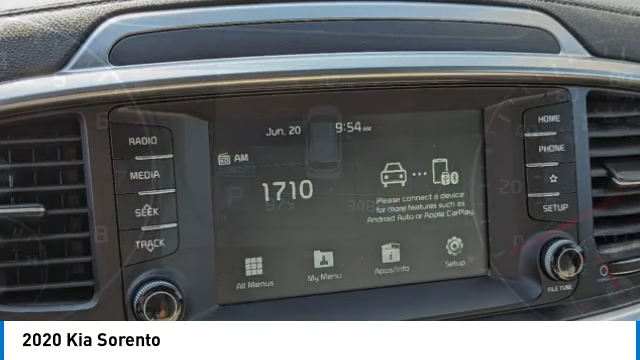 Jun. 20 9:54 AM
RADIO
MEDIA
SEEK
TRACK
HOME
PHONE
SETUP
FILE TUNE
AM
1710
Please connect a device
for more features such as
Android Auto or Apple CarPlay.
All Menus
My Menu
Apps/Info
Setup
2020 Kia Sorento